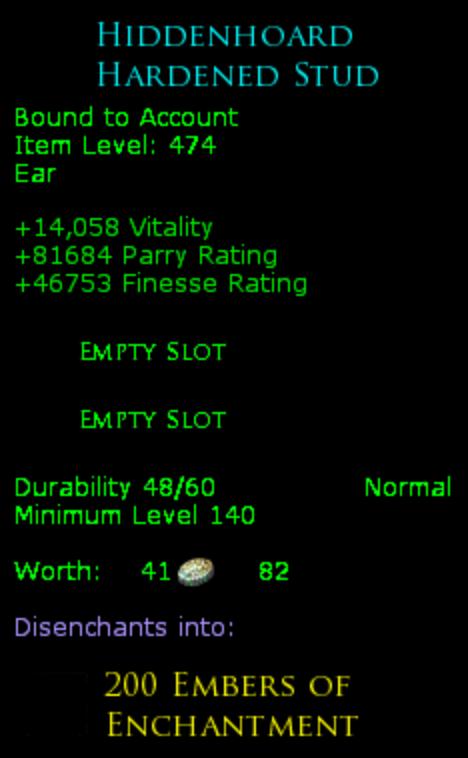 Hiddenhoard
Hardened Stud
Bound to Account
Item Level: 474
Ear
+14,058 Vitality
+81684 Parry Rating
+46753 Finesse Rating
Empty Slot
Empty Slot
Durability 48/60 Normal
Minimum Level 140
Worth: 41 82
Disenchants into:
200 Embers of
Enchantment